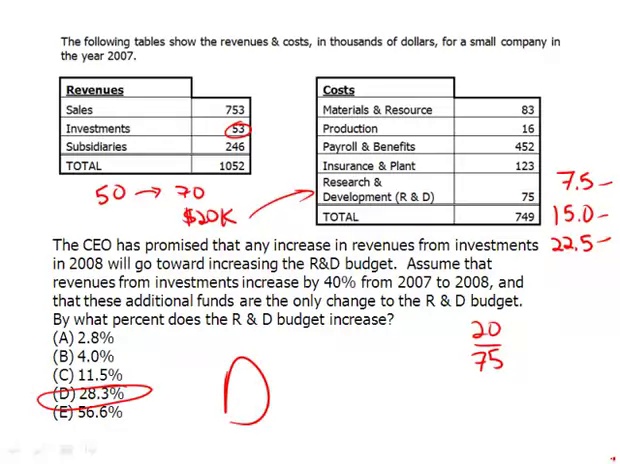 The following tables show the revenues & costs, in thousands of dollars, for a small company in
the year 2007.
Revenues
Sales 753
Investments 53
Subsidiaries 246
TOTAL 1052
Costs
Materials & Resource 83
Production 16
Payroll & Benefits 452
Insurance & Plant 123
Research &
Development (R & D) 75
TOTAL 749
50 → 70
$20K
7.5 –
15.0 –
22.5 –
The CEO has promised that any increase in revenues from investments
in 2008 will go toward increasing the R&D budget. Assume that
revenues from investments increase by 40% from 2007 to 2008, and
that these additional funds are the only change to the R & D budget.
By what percent does the R & D budget increase?
(A) 2.8%
(B) 4.0%
(C) 11.5%
(D) 28.3%
(E) 56.6%
D
20
75